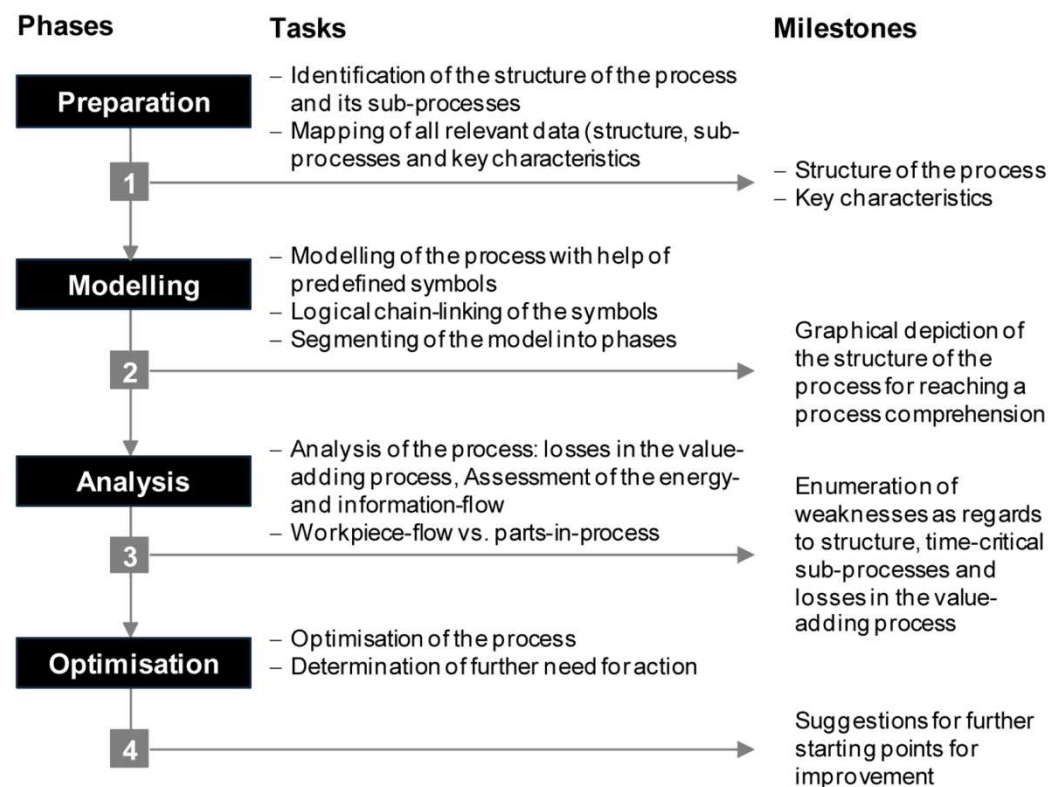 Phases Tasks Milestones
Preparation
– Identification of the structure of the process
and its sub-processes
– Mapping of all relevant data (structure, sub-
processes and key characteristics
1
– Structure of the process
– Key characteristics
Modelling
– Modelling of the process with help of
predefined symbols
– Logical chain-linking of the symbols
– Segmenting of the model into phases
2
Graphical depiction of
the structure of the
process for reaching a
process comprehension
Analysis
– Analysis of the process: losses in the value-
adding process, Assessment of the energy-
and information-flow
– Workpiece-flow vs. parts-in-process
3
Enumeration of
weaknesses as regards
to structure, time-critical
sub-processes and
losses in the value-
adding process
Optimisation
– Optimisation of the process
– Determination of further need for action
4
Suggestions for further
starting points for
improvement